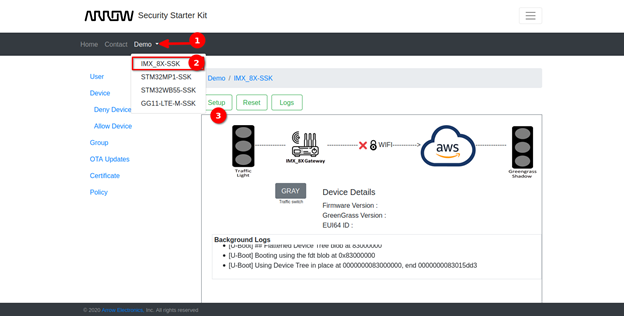 ARROW Security Starter Kit
Home Contact Demo 1
IMX_8X-SSK 2
STM32MP1-SSK
STM32WB55-SSK
GG11-LTE-M-SSK
User
Device
Deny Device
Allow Device
Group
OTA Updates
Certificate
Policy
Demo / IMX_8X-SSK
Setup Reset Logs
3
Traffic
Light
IMX_8XGateway
WIFI
aws
Greengrass
Shadow
GRAY
Traffic switch
Device Details
Firmware Version :
GreenGrass Version :
EUI64 ID :
Background Logs
[U-Boot] ## Flattened Device Tree blob at 83000000
[U-Boot] Booting using the fdt blob at 0x83000000
[U-Boot] Using Device Tree in place at 0000000083000000, end 0000000083015dd3
© 2020 Arrow Electronics, Inc. All rights reserved